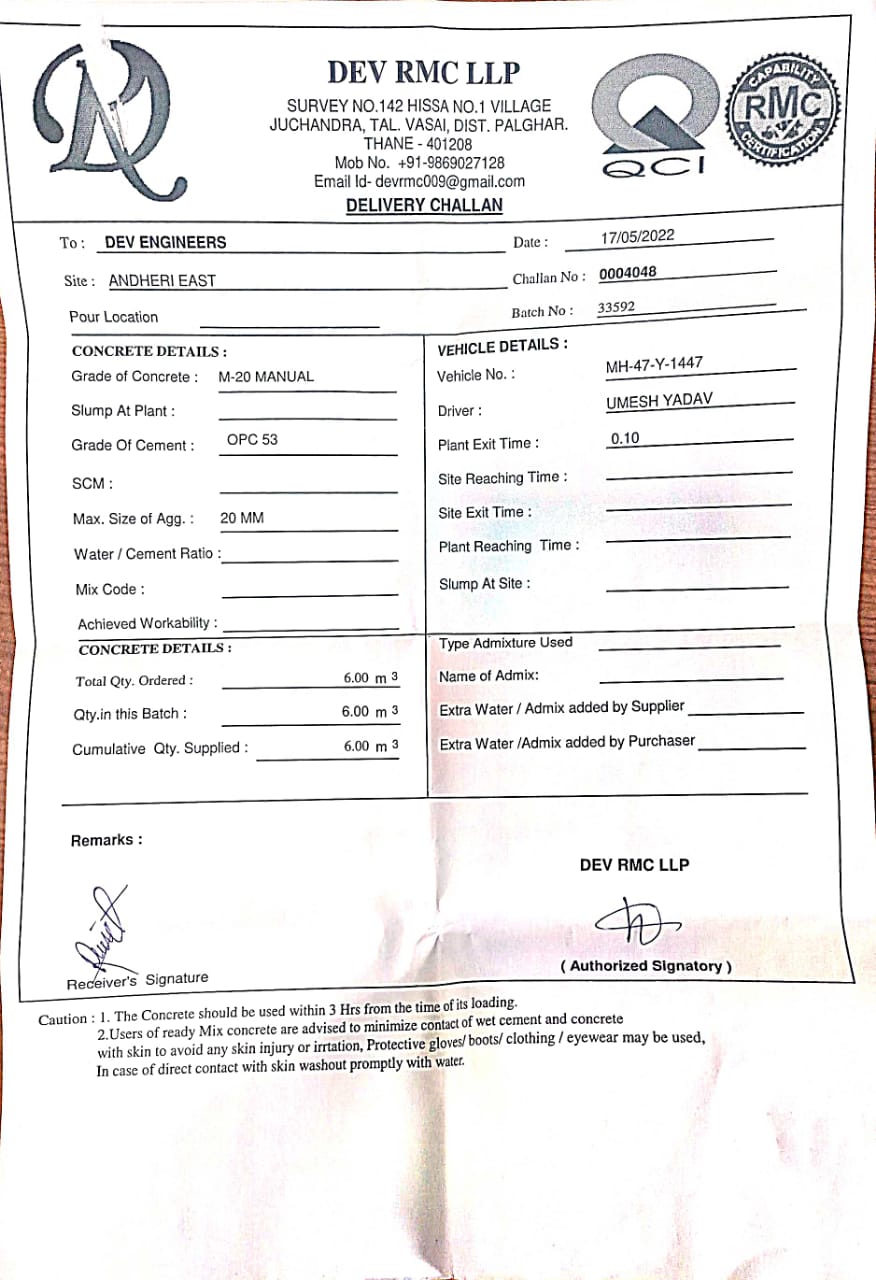 DEV RMC LLP
SURVEY NO.142 HISSA NO.1 VILLAGE
JUCHANDRA, TAL. VASAI, DIST. PALGHAR.
THANE - 401208
Mob No. +91-9869027128
Email Id- devrmc009@gmail.com
DELIVERY CHALLAN
QCI
CAPABILITY
RMC
CERTIFICATION
To : DEV ENGINEERS
Date : 17/05/2022
Site : ANDHERI EAST
Challan No : 0004048
Pour Location
Batch No : 33592
CONCRETE DETAILS :
Grade of Concrete : M-20 MANUAL
Slump At Plant :
Grade Of Cement : OPC 53
SCM :
Max. Size of Agg. : 20 MM
Water / Cement Ratio :
Mix Code :
Achieved Workability :
VEHICLE DETAILS :
Vehicle No. : MH-47-Y-1447
Driver : UMESH YADAV
Plant Exit Time : 0.10
Site Reaching Time :
Site Exit Time :
Plant Reaching Time :
Slump At Site :
CONCRETE DETAILS :
Total Qty. Ordered : 6.00 m 3
Qty.in this Batch : 6.00 m 3
Cumulative Qty. Supplied : 6.00 m 3
Type Admixture Used
Name of Admix:
Extra Water / Admix added by Supplier
Extra Water /Admix added by Purchaser
Remarks :
DEV RMC LLP
Receiver's Signature
( Authorized Signatory )
Caution : 1. The Concrete should be used within 3 Hrs from the time of its loading.
2.Users of ready Mix concrete are advised to minimize contact of wet cement and concrete
with skin to avoid any skin injury or irrtation, Protective gloves/ boots/ clothing / eyewear may be used,
In case of direct contact with skin washout promptly with water.